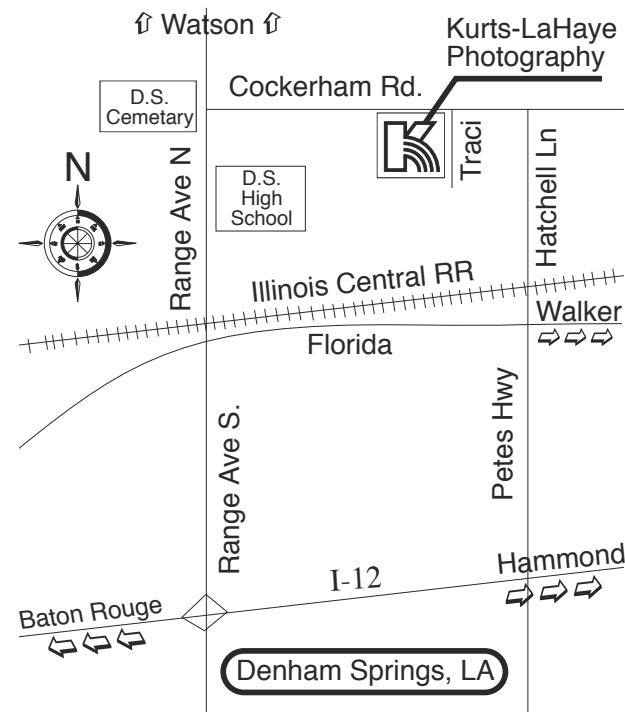 Watson
Kurts-LaHaye
Photography
Cockerham Rd.
D.S.
Cemetary
Traci
Hatchell Ln
N
D.S.
High
School
Range Ave N
Illinois Central RR
Walker
Florida
Petes Hwy
Range Ave S.
I-12
Hammond
Baton Rouge
Denham Springs, LA